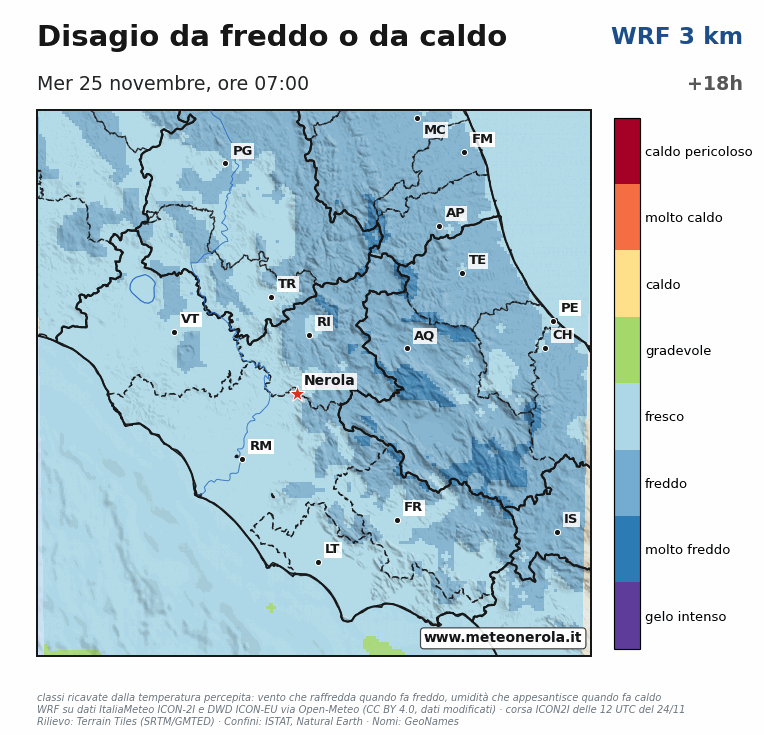 Disagio da freddo o da caldo
WRF 3 km
Mer 25 novembre, ore 07:00
+18h
MC
FM
PG
AP
TE
TR
PE
VT
RI
CH
AQ
Nerola
RM
FR
IS
LT
www.meteonerola.it
caldo pericoloso
molto caldo
caldo
gradevole
fresco
freddo
molto freddo
gelo intenso
classi ricavate dalla temperatura percepita: vento che raffredda quando fa freddo, umidità che appesantisce quando fa caldo
WRF su dati ItaliaMeteo ICON-2I e DWD ICON-EU via Open-Meteo (CC BY 4.0, dati modificati) · corsa ICON2I delle 12 UTC del 24/11
Rilievo: Terrain Tiles (SRTM/GMTED) · Confini: ISTAT, Natural Earth · Nomi: GeoNames